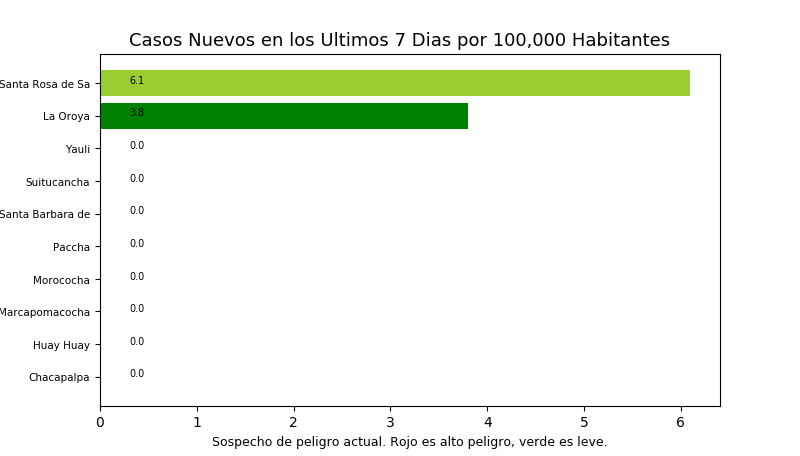 Casos Nuevos en los Ultimos 7 Dias por 100,000 Habitantes
Santa Rosa de Sa 6.1
La Oroya 3.8
Yauli 0.0
Suitucancha 0.0
Santa Barbara de 0.0
Paccha 0.0
Morococha 0.0
Marcapomacocha 0.0
Huay Huay 0.0
Chacapalpa 0.0
0 1 2 3 4 5 6
Sospecho de peligro actual. Rojo es alto peligro, verde es leve.